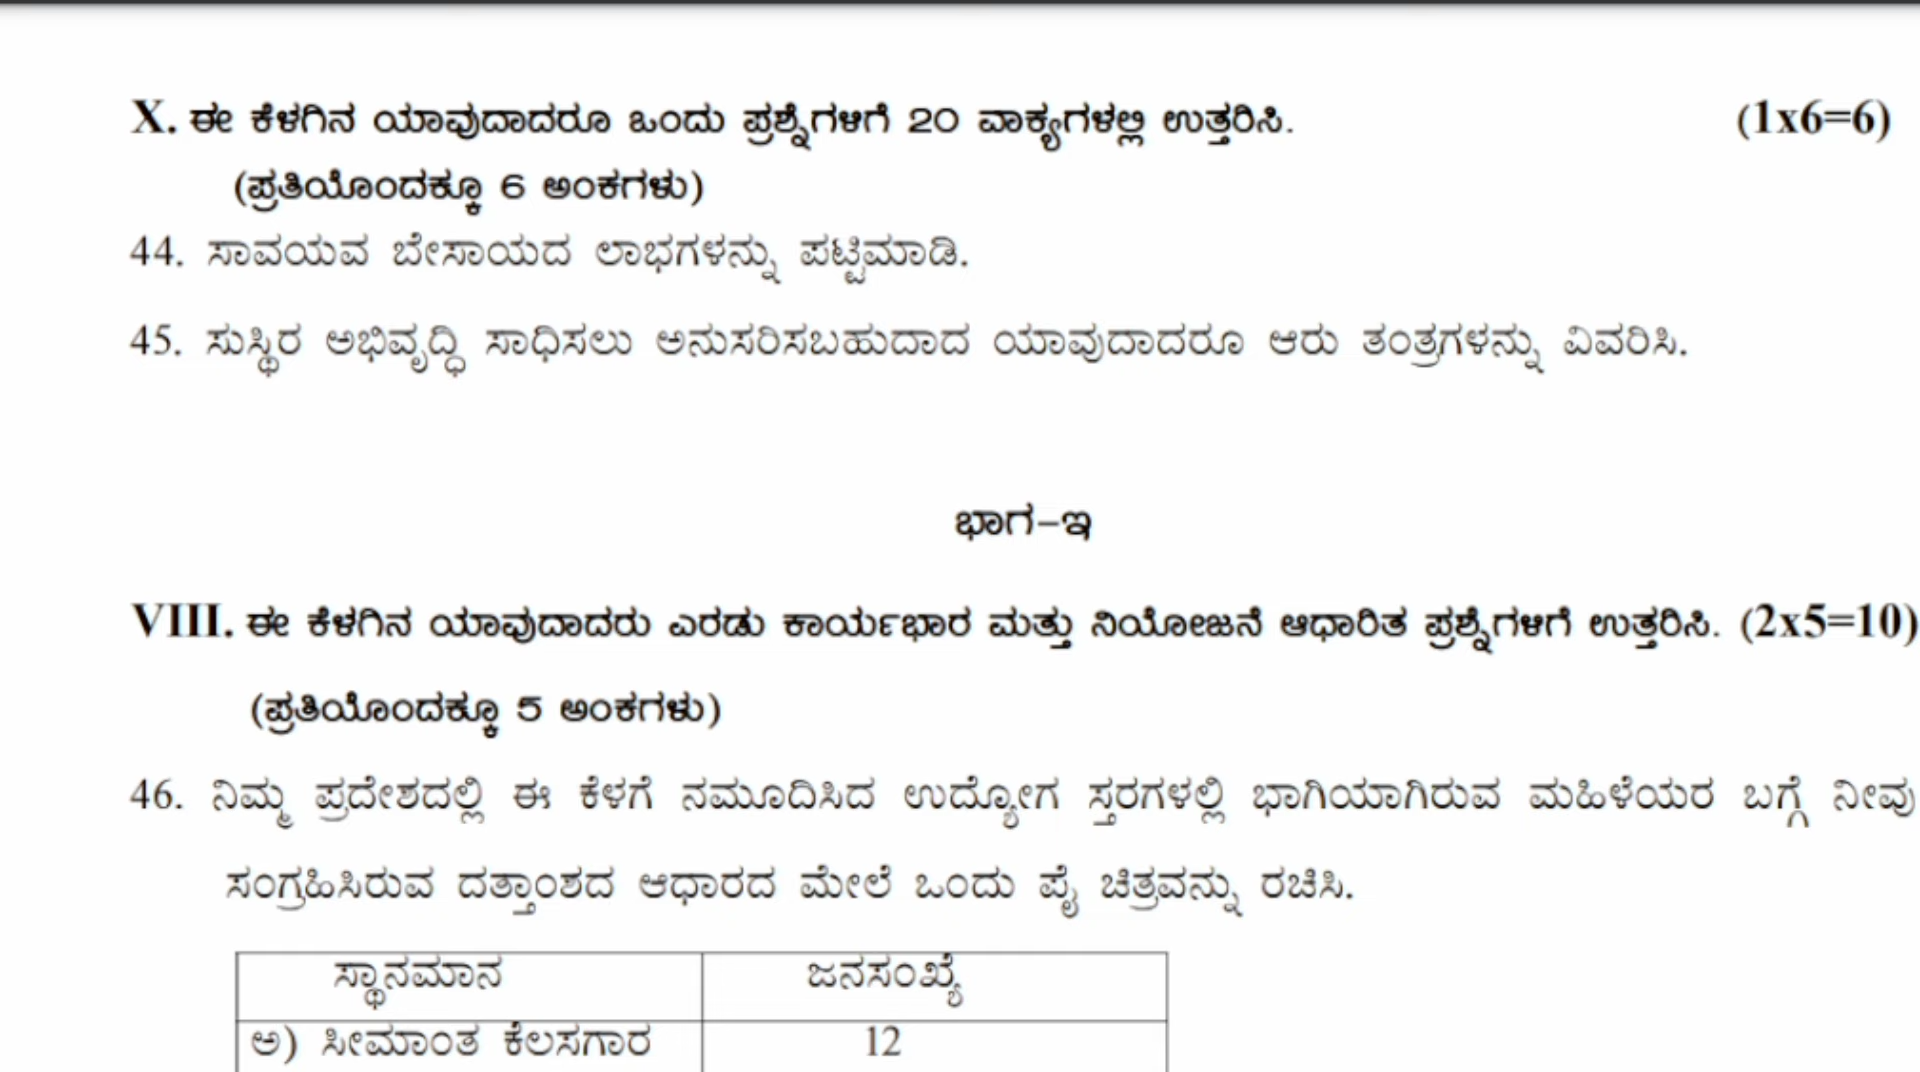 X. ಈ ಕೆಳಗಿನ ಯಾವುದಾದರೂ ಒಂದು ಪ್ರಶ್ನೆಗಳಿಗೆ 20 ವಾಕ್ಯಗಳಲ್ಲಿ ಉತ್ತರಿಸಿ. (1x6=6)
(ಪ್ರತಿಯೊಂದಕ್ಕೂ 6 ಅಂಕಗಳು)
44. ಸಾವಯವ ಬೇಸಾಯದ ಲಾಭಗಳನ್ನು ಪಟ್ಟಿಮಾಡಿ.
45. ಸುಸ್ಥಿರ ಅಭಿವೃದ್ಧಿ ಸಾಧಿಸಲು ಅನುಸರಿಸಬಹುದಾದ ಯಾವುದಾದರೂ ಆರು ತಂತ್ರಗಳನ್ನು ವಿವರಿಸಿ.
ಭಾಗ-ಇ
VIII. ಈ ಕೆಳಗಿನ ಯಾವುದಾದರು ಎರಡು ಕಾರ್ಯಭಾರ ಮತ್ತು ನಿಯೋಜನೆ ಆಧಾರಿತ ಪ್ರಶ್ನೆಗಳಿಗೆ ಉತ್ತರಿಸಿ. (2x5=10)
(ಪ್ರತಿಯೊಂದಕ್ಕೂ 5 ಅಂಕಗಳು)
46. ನಿಮ್ಮ ಪ್ರದೇಶದಲ್ಲಿ ಈ ಕೆಳಗೆ ನಮೂದಿಸಿದ ಉದ್ಯೋಗ ಸ್ತರಗಳಲ್ಲಿ ಭಾಗಿಯಾಗಿರುವ ಮಹಿಳೆಯರ ಬಗ್ಗೆ ನೀವು
ಸಂಗ್ರಹಿಸಿರುವ ದತ್ತಾಂಶದ ಆಧಾರದ ಮೇಲೆ ಒಂದು ಪೈ ಚಿತ್ರವನ್ನು ರಚಿಸಿ.
ಸ್ಥಾನಮಾನ ಜನಸಂಖ್ಯೆ
ಅ) ಸೀಮಾಂತ ಕೆಲಸಗಾರ 12